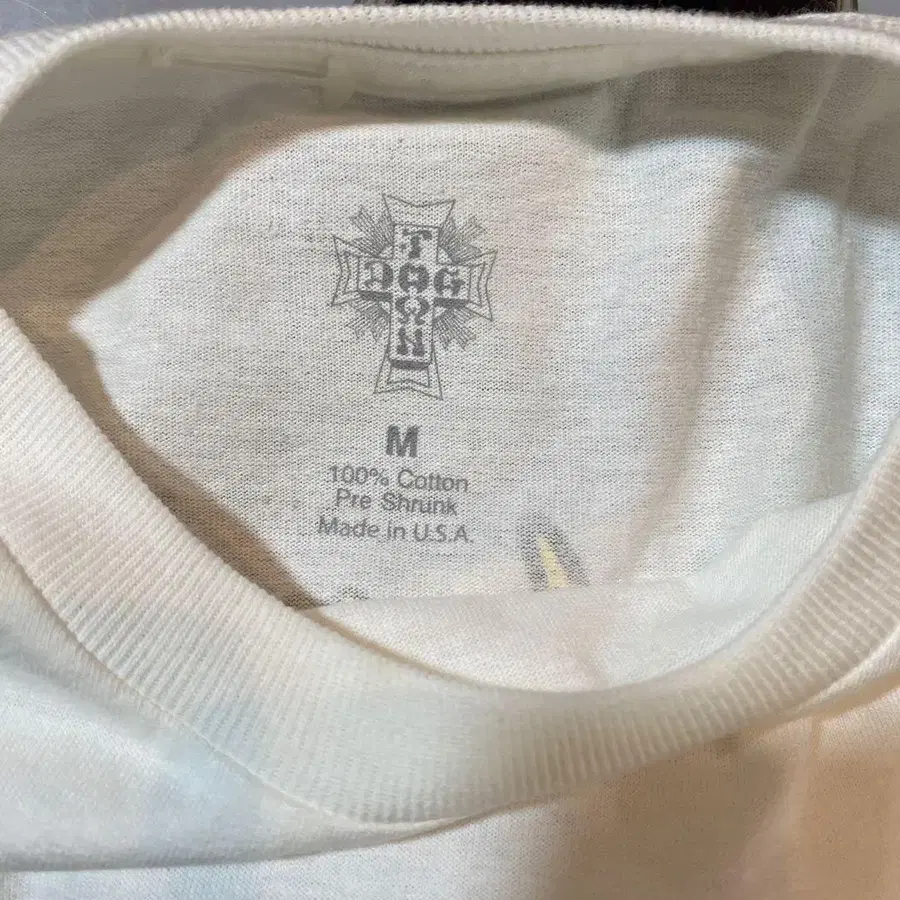 DOG
TOWN
M
100% Cotton
Pre Shrunk
Made in U.S.A.